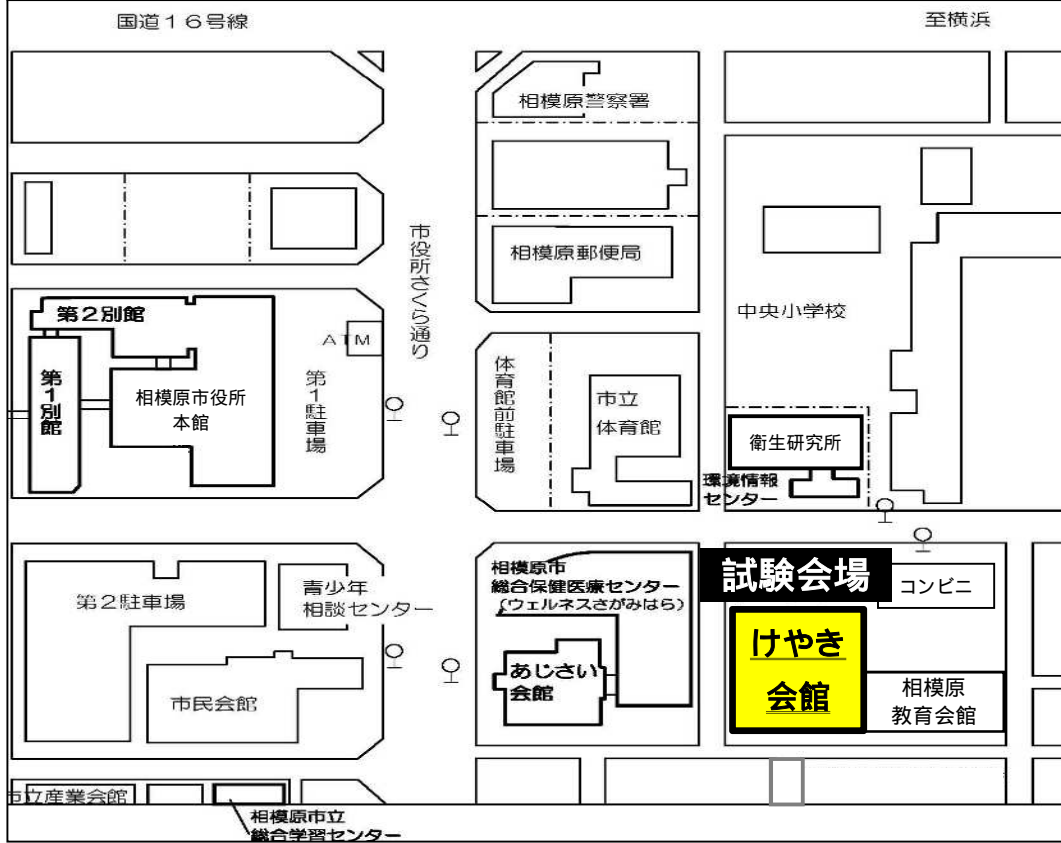 国道１６号線
至横浜
相模原警察署
市役所さくら通り
相模原郵便局
中央小学校
第２別館
ＡＴＭ
第１別館
相模原市役所
本館
第１駐車場
体育館前駐車場
市立
体育館
衛生研究所
環境情報
センター
第２駐車場
青少年
相談センター
相模原市
総合保健医療センター
（ウェルネスさがみはら）
試験会場
コンビニ
けやき
会館
あじさい
会館
市民会館
相模原
教育会館
市立産業会館
相模原市立
総合学習センター